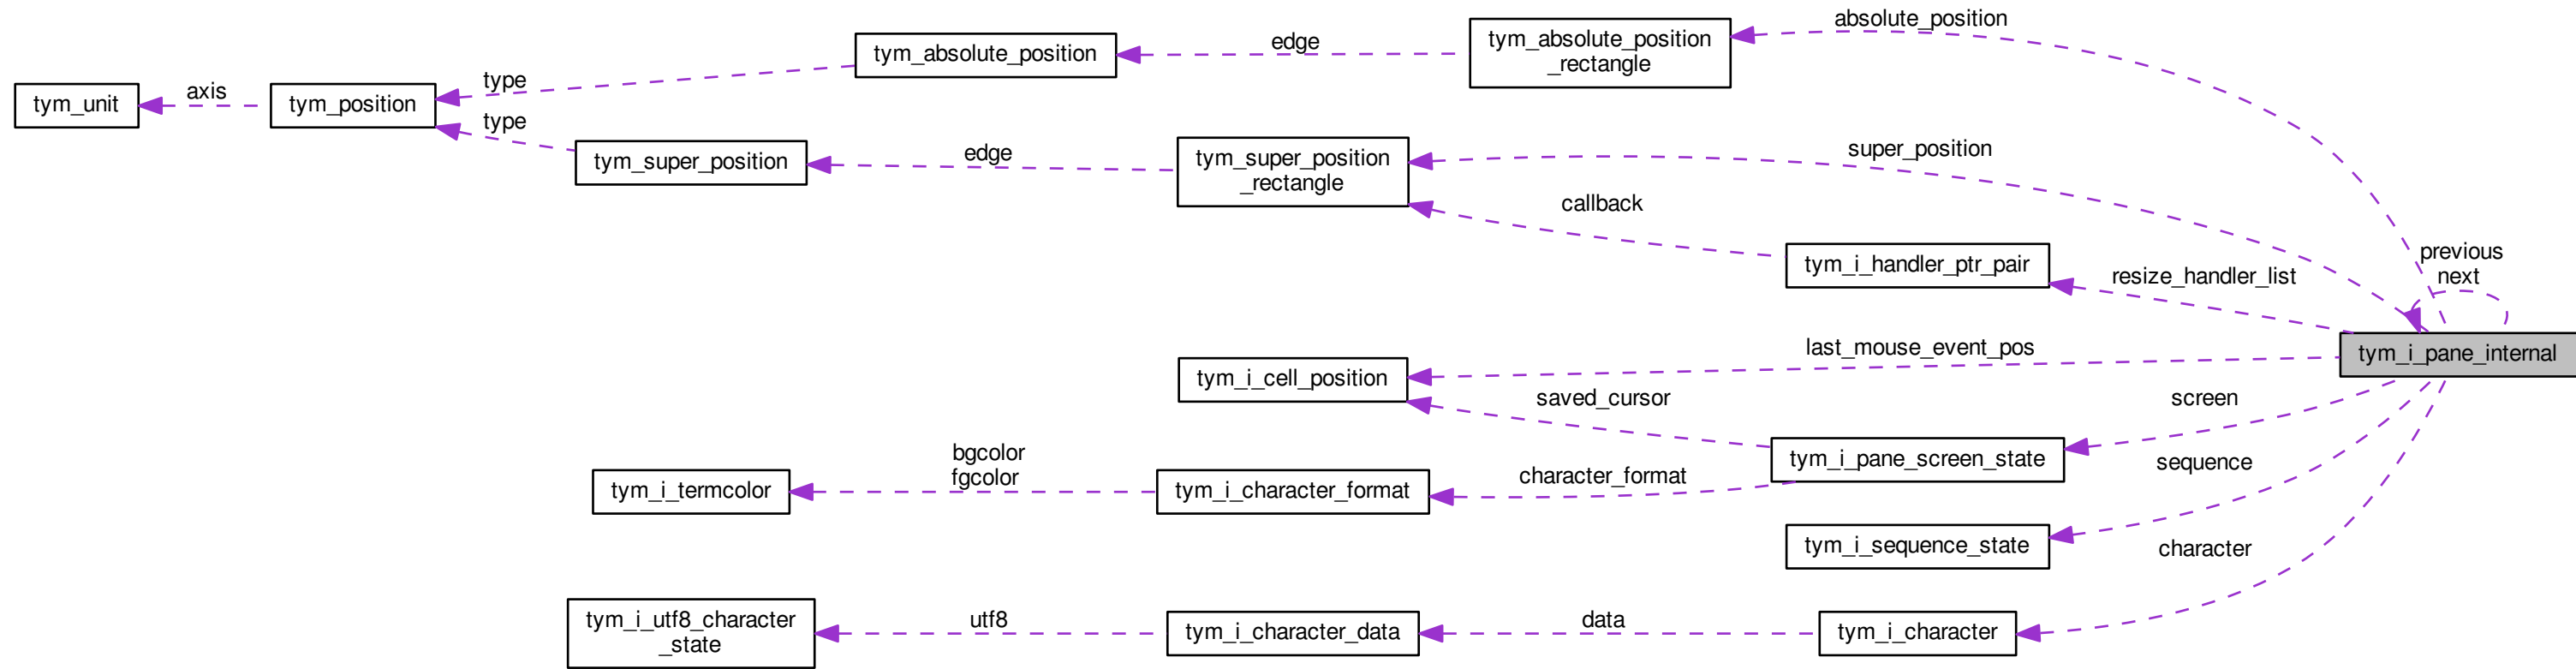 absolute_position
tym_absolute_position
_rectangle
edge
tym_absolute_position
type
axis
tym_unit
tym_position
type
tym_super_position
edge
tym_super_position
_rectangle
super_position
callback
tym_i_handler_ptr_pair
resize_handler_list
previous
next
tym_i_pane_internal
last_mouse_event_pos
tym_i_cell_position
saved_cursor
screen
tym_i_pane_screen_state
bgcolor
fgcolor
tym_i_termcolor
tym_i_character_format
character_format
sequence
tym_i_sequence_state
character
tym_i_utf8_character
_state
utf8
tym_i_character_data
data
tym_i_character